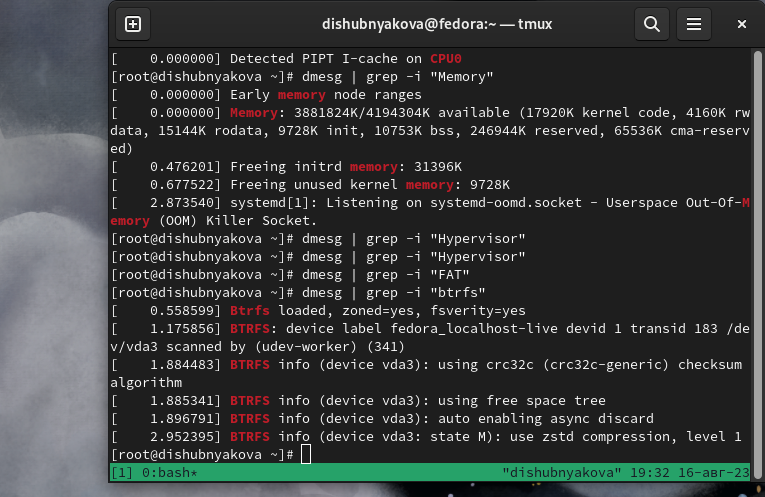 dishubnyakova@fedora:~ — tmux
[    0.000000] Detected PIPT I-cache on CPU0
[root@dishubnyakova ~]# dmesg | grep -i "Memory"
[    0.000000] Early memory node ranges
[    0.000000] Memory: 3881824K/4194304K available (17920K kernel code, 4160K rw
data, 15144K rodata, 9728K init, 10753K bss, 246944K reserved, 65536K cma-reserv
ed)
[    0.476201] Freeing initrd memory: 31396K
[    0.677522] Freeing unused kernel memory: 9728K
[    2.873540] systemd[1]: Listening on systemd-oomd.socket - Userspace Out-Of-M
emory (OOM) Killer Socket.
[root@dishubnyakova ~]# dmesg | grep -i "Hypervisor"
[root@dishubnyakova ~]# dmesg | grep -i "Hypervisor"
[root@dishubnyakova ~]# dmesg | grep -i "FAT"
[root@dishubnyakova ~]# dmesg | grep -i "btrfs"
[    0.558599] Btrfs loaded, zoned=yes, fsverity=yes
[    1.175856] BTRFS: device label fedora_localhost-live devid 1 transid 183 /de
v/vda3 scanned by (udev-worker) (341)
[    1.884483] BTRFS info (device vda3): using crc32c (crc32c-generic) checksum
algorithm
[    1.885341] BTRFS info (device vda3): using free space tree
[    1.896791] BTRFS info (device vda3): auto enabling async discard
[    2.952395] BTRFS info (device vda3: state M): use zstd compression, level 1
[root@dishubnyakova ~]#
[1] 0:bash* "dishubnyakova" 19:32 16-авг-23